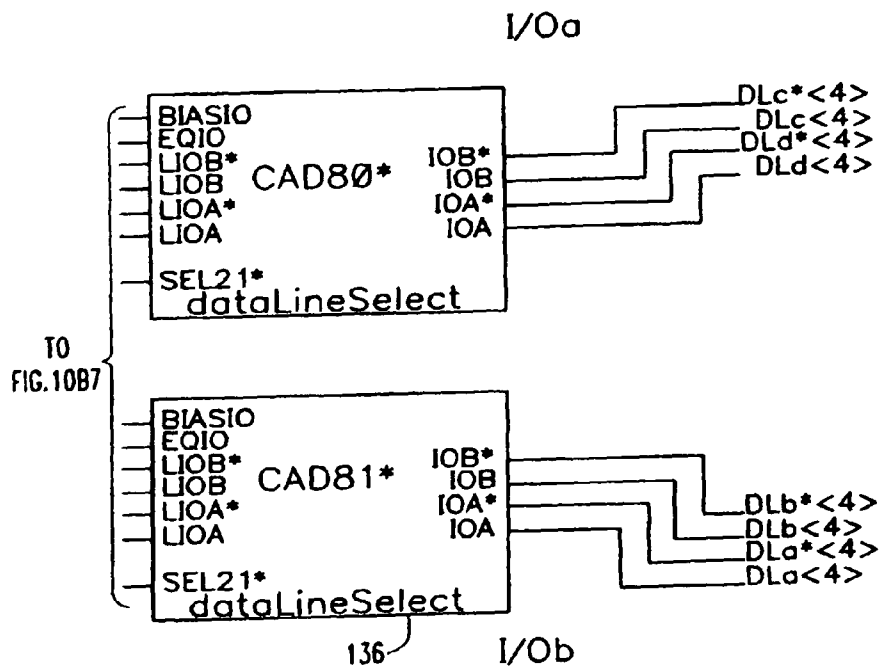 I/Oa
BIASIO
EQIO
LIOB*
LIOB
LIOA*
LIOA
SEL21*
CAD80*
dataLineSelect
IOB*
IOB
IOA*
IOA
DLc*<4>
DLc<4>
DLd*<4>
DLd<4>
TO
FIG.10B7
BIASIO
EQIO
LIOB*
LIOB
LIOA*
LIOA
SEL21*
CAD81*
dataLineSelect
IOB*
IOB
IOA*
IOA
DLb*<4>
DLb<4>
DLa*<4>
DLa<4>
136
I/Ob